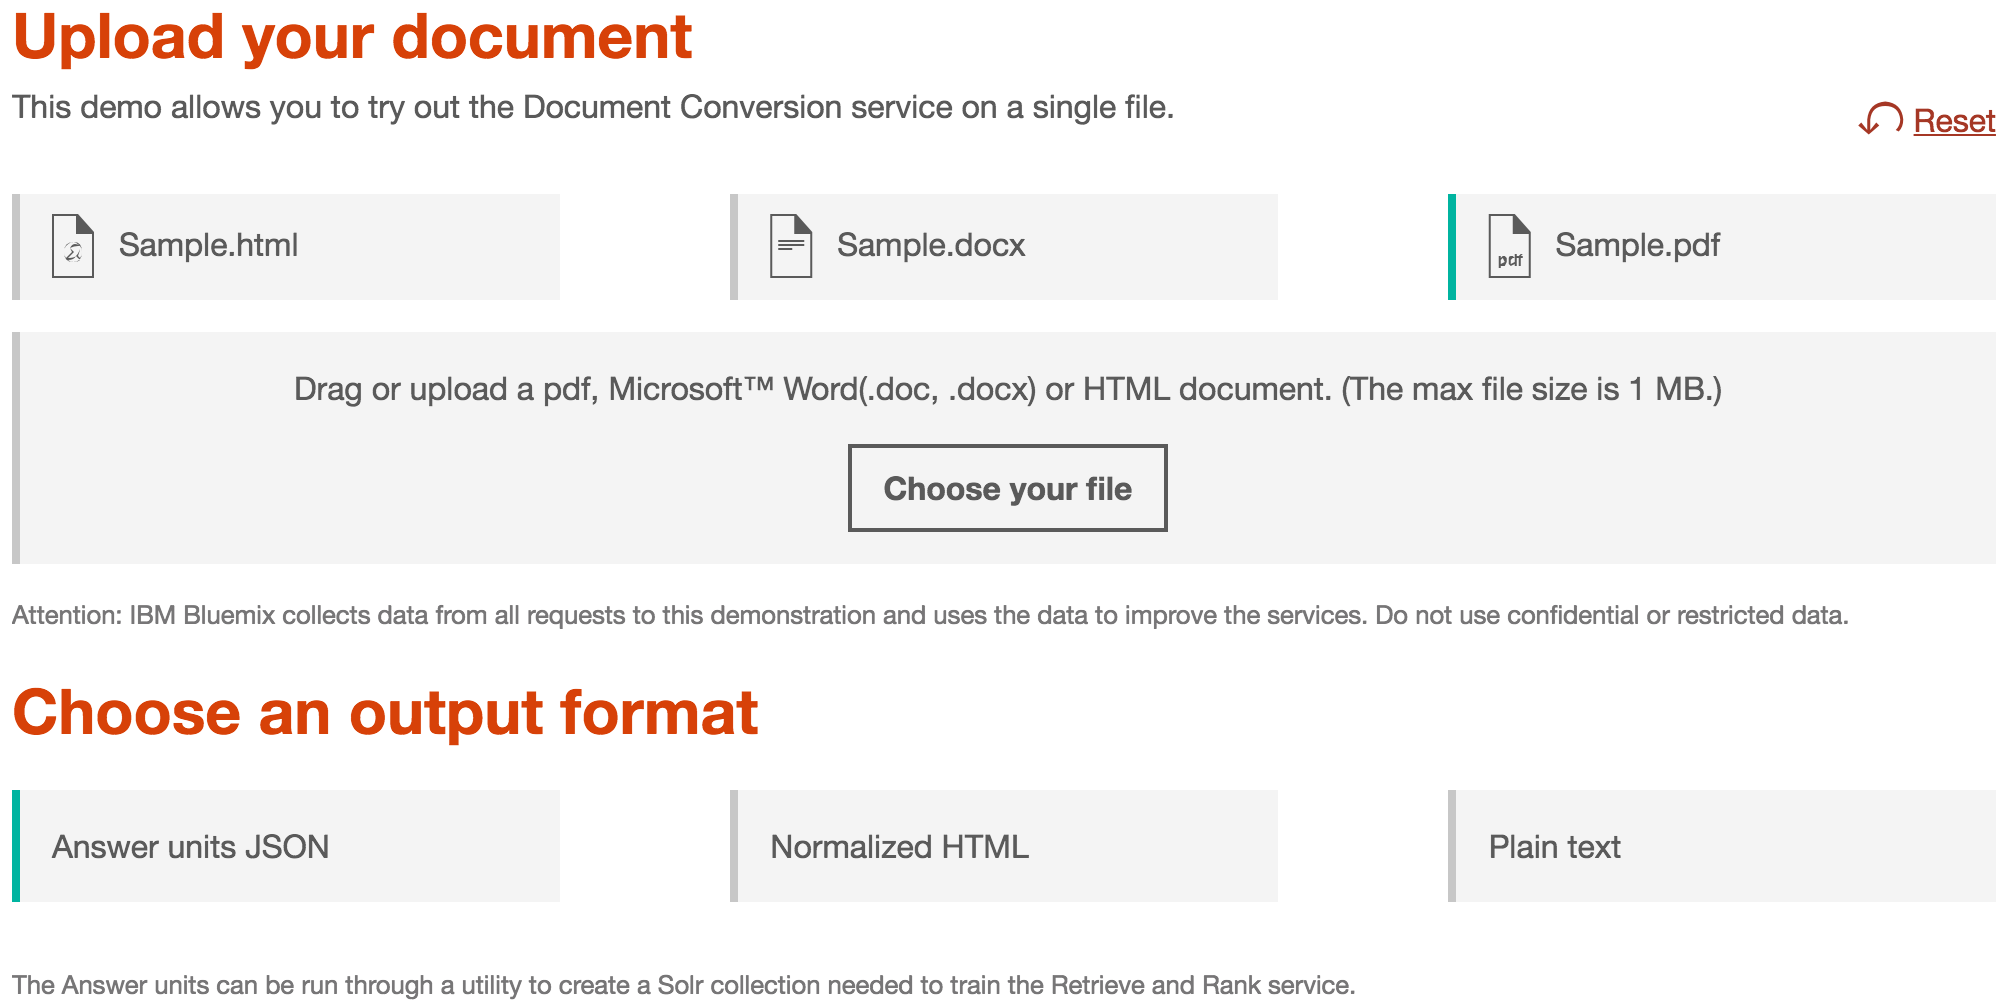 Upload your document
This demo allows you to try out the Document Conversion service on a single file.
Reset
Sample.html
Sample.docx
pdf
Sample.pdf
Drag or upload a pdf, Microsoft™ Word(.doc, .docx) or HTML document. (The max file size is 1 MB.)
Choose your file
Attention: IBM Bluemix collects data from all requests to this demonstration and uses the data to improve the services. Do not use confidential or restricted data.
Choose an output format
Answer units JSON
Normalized HTML
Plain text
The Answer units can be run through a utility to create a Solr collection needed to train the Retrieve and Rank service.